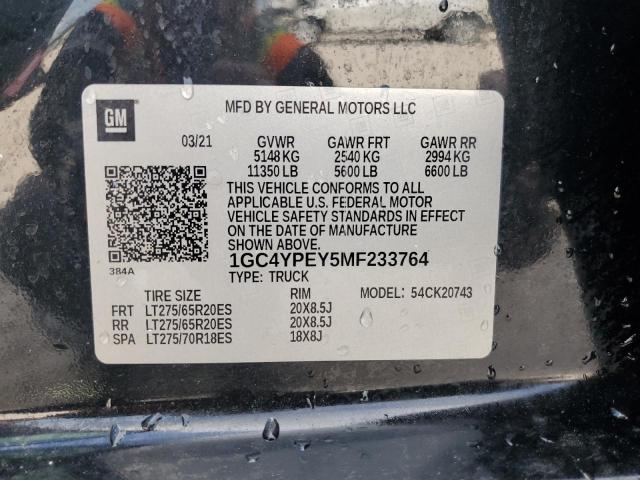 GM
MFD BY GENERAL MOTORS LLC
03/21 GVWR GAWR FRT GAWR RR
5148 KG 2540 KG 2994 KG
11350 LB 5600 LB 6600 LB
THIS VEHICLE CONFORMS TO ALL
APPLICABLE U.S. FEDERAL MOTOR
VEHICLE SAFETY STANDARDS IN EFFECT
ON THE DATE OF MANUFACTURE
SHOWN ABOVE.
1GC4YPEY5MF233764
384A TYPE: TRUCK
TIRE SIZE RIM MODEL: 54CK20743
FRT LT275/65R20ES 20X8.5J
RR LT275/65R20ES 20X8.5J
SPA LT275/70R18ES 18X8J